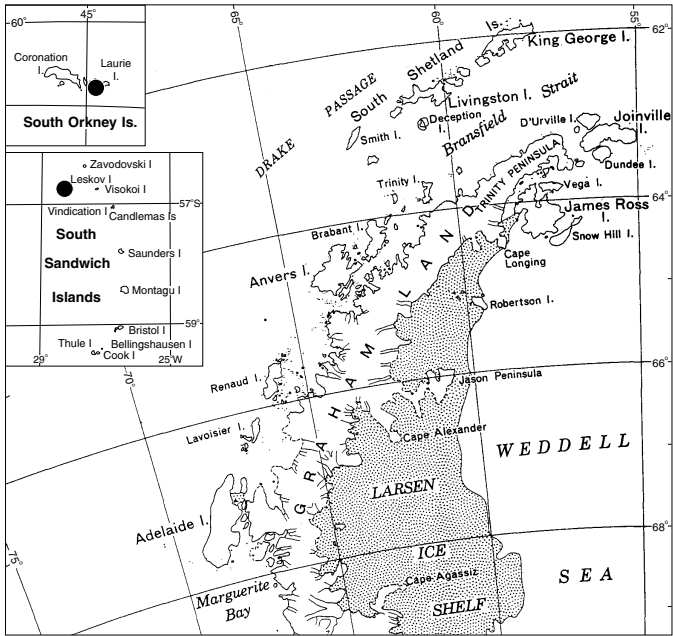 60°
45°
Coronation
I.
Laurie
I.
South Orkney Is.
Zavodovski I
Leskov I
Visokoi I
57°S
Vindication I
Candlemas Is
South
Sandwich
Islands
Saunders I
Montagu I
59°
Bristol I
Thule I
Bellingshausen I
Cook I
29°
25°W
65°
60°
55°
62°
Is.
King George I.
Shetland
South
DRAKE
PASSAGE
Livingston I.
Strait
Bransfield
Deception
I.
Smith I.
D'Urville I.
Joinville
I.
Dundee I.
TRINITY PENINSULA
Trinity I.
Vega I.
64°
James Ross
I.
Snow Hill I.
Brabant I.
Cape
Longing
Anvers I.
Robertson I.
GRAHAM LAND
66°
Renaud I.
Jason Peninsula
70°
Lavoisier I.
Cape Alexander
WEDDELL
LARSEN
Adelaide I.
68°
ICE
75°
Cape Agassiz
SEA
Marguerite
Bay
SHELF